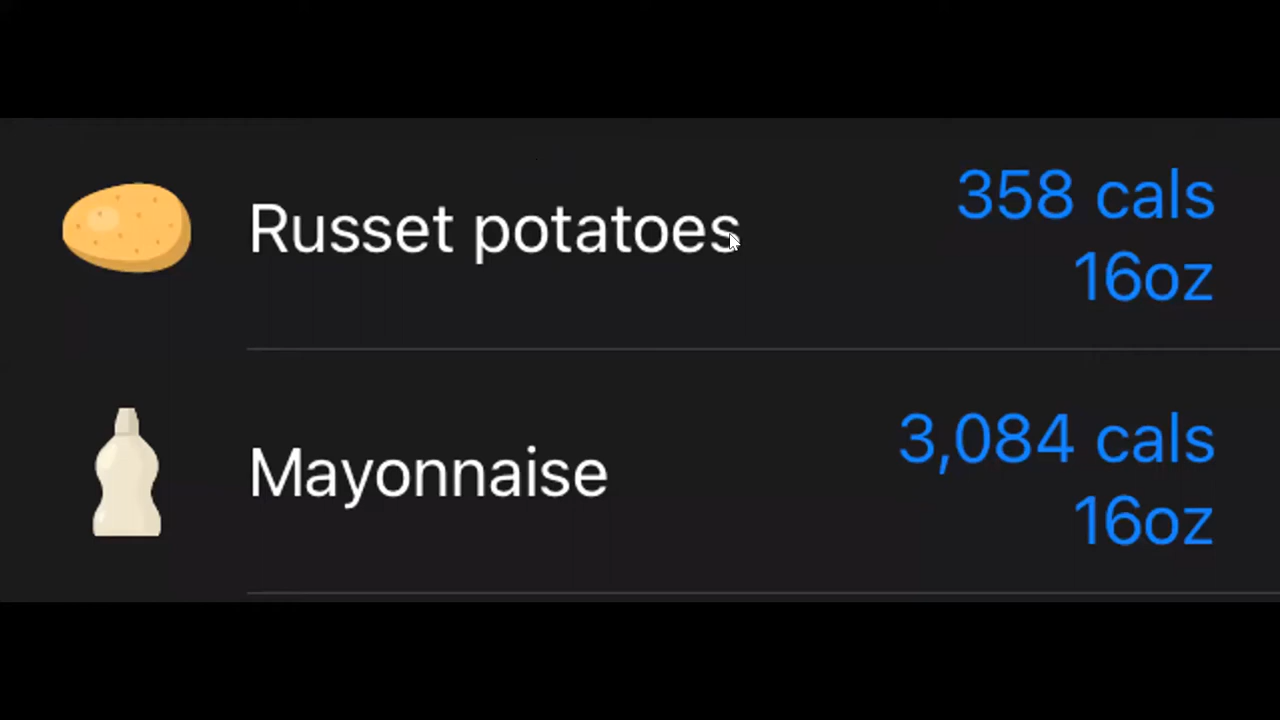 Russet potatoes
358 cals
16oz
Mayonnaise
3,084 cals
16oz